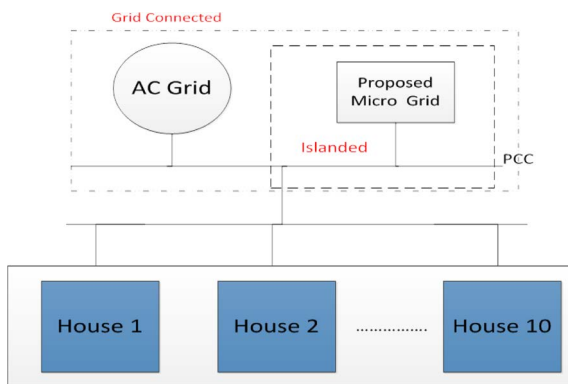 Grid Connected
AC Grid
Proposed
Micro Grid
Islanded
PCC
House 1
House 2
................
House 10